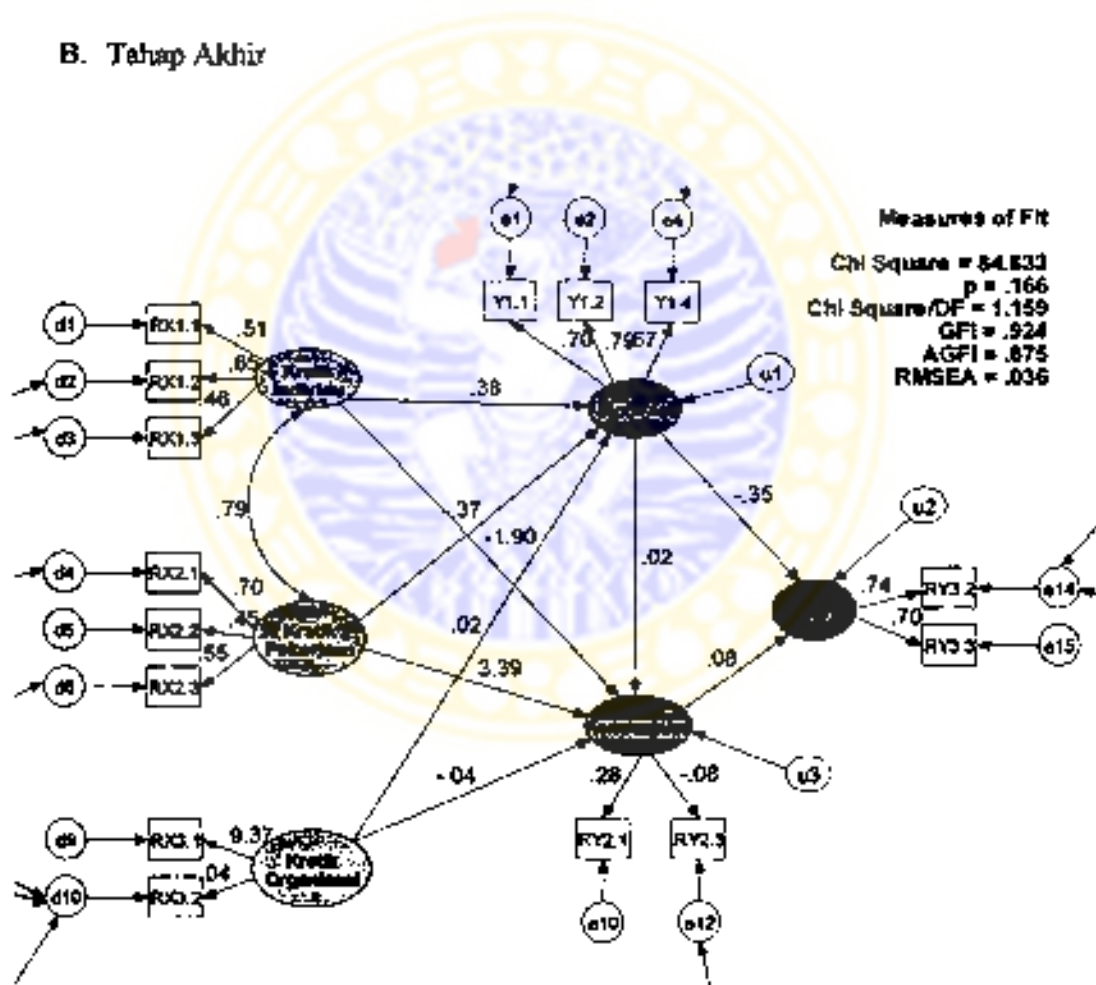 B. Tahap Akhir
e1
e2
e4
Measures of Fit
Chi Square = 84.633
p = .166
Chi Square/DF = 1.159
GFI = .924
AGFI = .875
RMSEA = .036
Y1.1
Y1.2
Y1.4
.70
.79
.67
u1
d1
RX1.1
.51
d2
RX1.2
.65
d3
RX1.3
.46
.38
.79
.37
-1.90
-.35
.02
u2
d4
RX2.1
.70
d5
RX2.2
.45
d6
RX2.3
.55
.02
3.39
.08
.74
RY3.2
e14
.70
RY3.3
e15
-.04
.28
-.08
u3
d9
RX3.1
9.37
d10
RX3.2
.04
Krstk
Organisasi
RY2.1
RY2.3
e10
e12